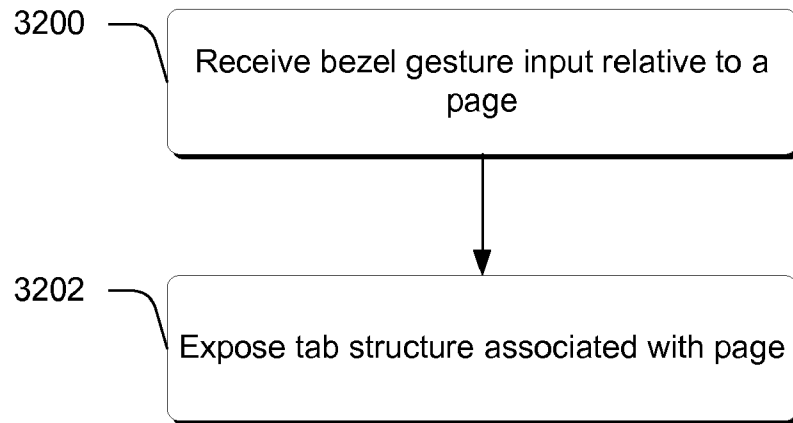 3200
Receive bezel gesture input relative to a
page
3202
Expose tab structure associated with page